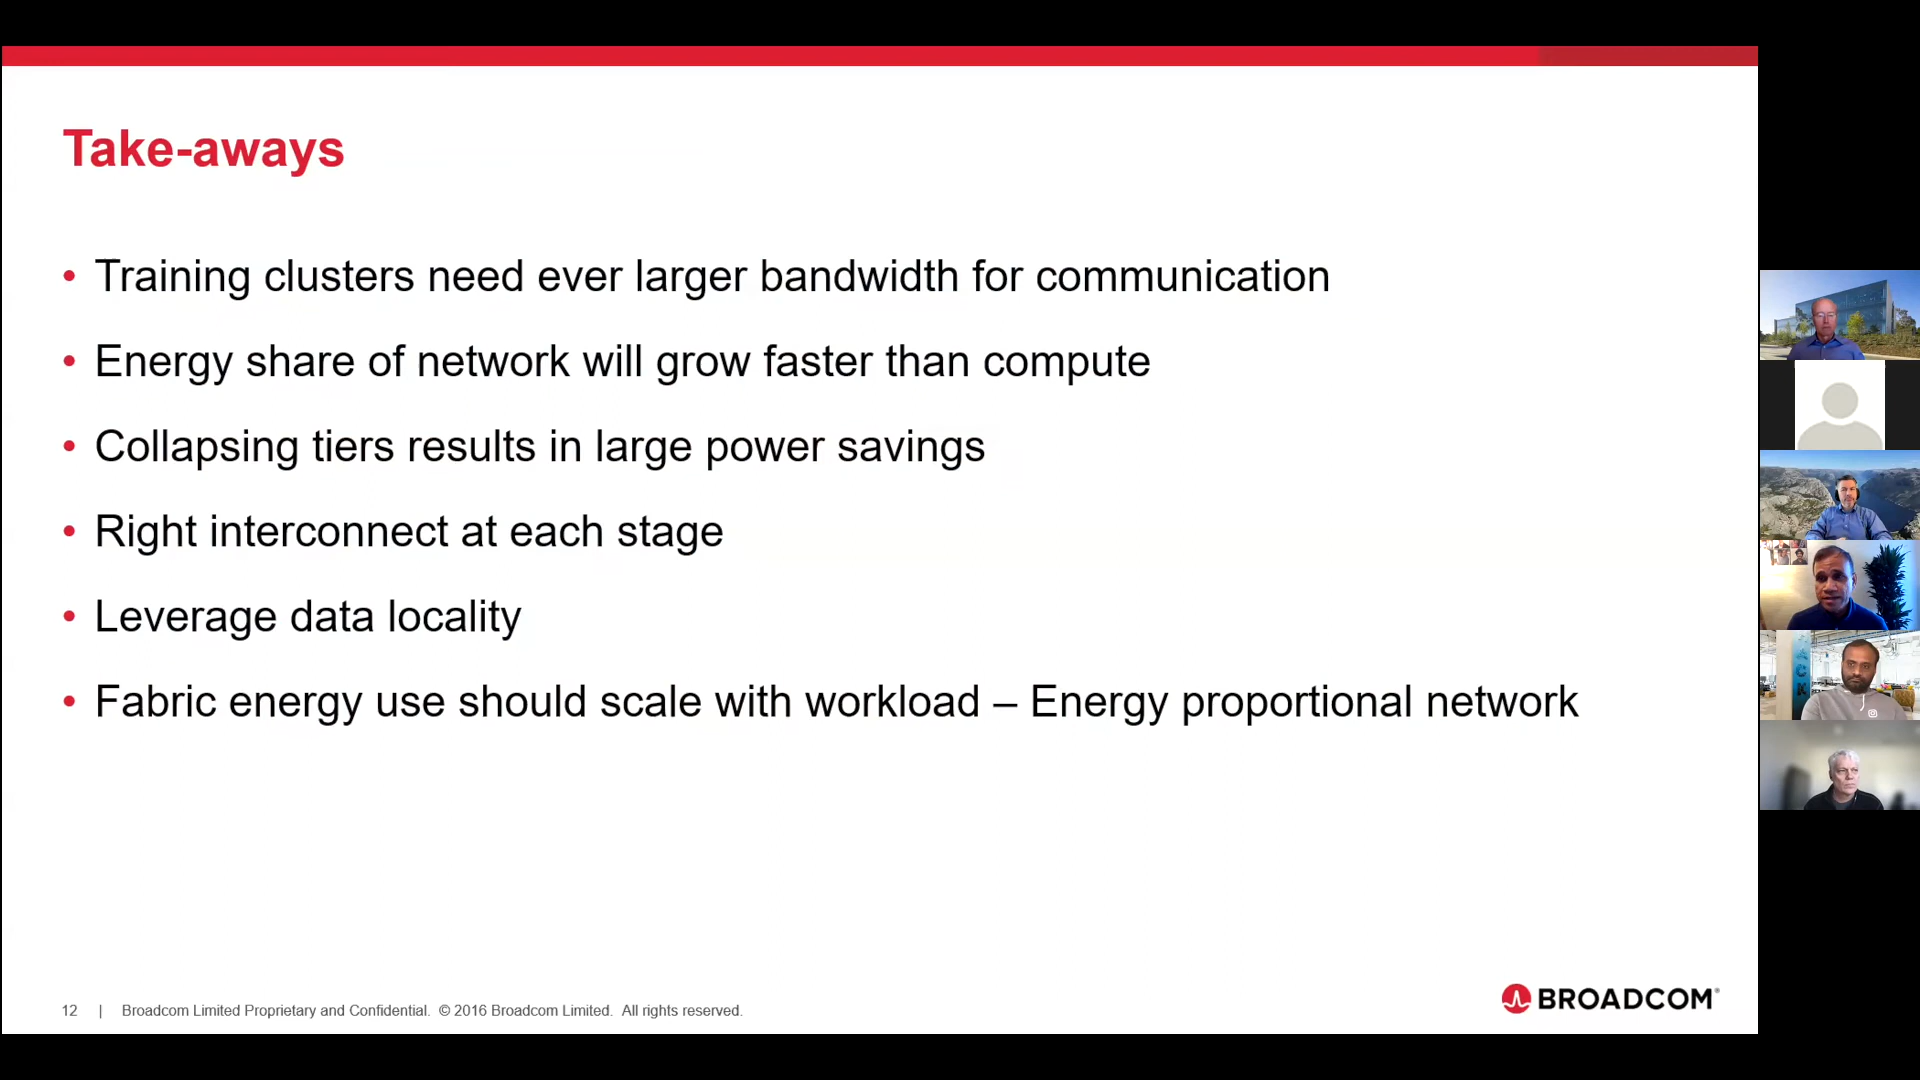 Take-aways
• Training clusters need ever larger bandwidth for communication
• Energy share of network will grow faster than compute
• Collapsing tiers results in large power savings
• Right interconnect at each stage
• Leverage data locality
• Fabric energy use should scale with workload – Energy proportional network
12 | Broadcom Limited Proprietary and Confidential. © 2016 Broadcom Limited. All rights reserved.
BROADCOM®